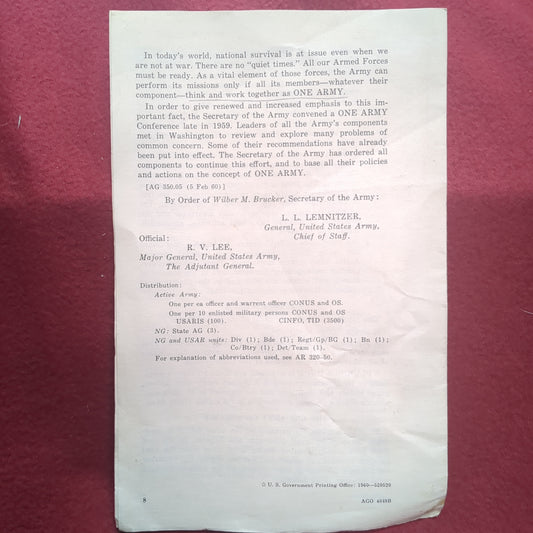 In today's world, national survival is at issue even when we
are not at war. There are no "quiet times." All our Armed Forces
must be ready. As a vital element of those forces, the Army can
perform its missions only if all its members—whatever their
component—think and work together as ONE ARMY.
In order to give renewed and increased emphasis to this im-
portant fact, the Secretary of the Army convened a ONE ARMY
Conference late in 1959. Leaders of all the Army's components
met in Washington to review and explore many problems of
common concern. Some of their recommendations have already
been put into effect. The Secretary of the Army has ordered all
components to continue this effort, and to base all their policies
and actions on the concept of ONE ARMY.
[AG 350.05 (5 Feb 60)]
By Order of Wilber M. Brucker, Secretary of the Army:
L. L. LEMNITZER,
General, United States Army,
Chief of Staff.
Official:
R. V. LEE,
Major General, United States Army,
The Adjutant General.
Distribution:
Active Army:
One per ea officer and warrent officer CONUS and OS.
One per 10 enlisted military persons CONUS and OS
USARIS (100). CINFO, TID (3500)
NG: State AG (3).
NG and USAR units: Div (1); Bde (1); Regt/Gp/BG (1); Bn (1);
Co/Btry (1); Det/Team (1).
For explanation of abbreviations used, see AR 320-50.
U. S. Government Printing Office: 1960—529529
8 AGO 4048B